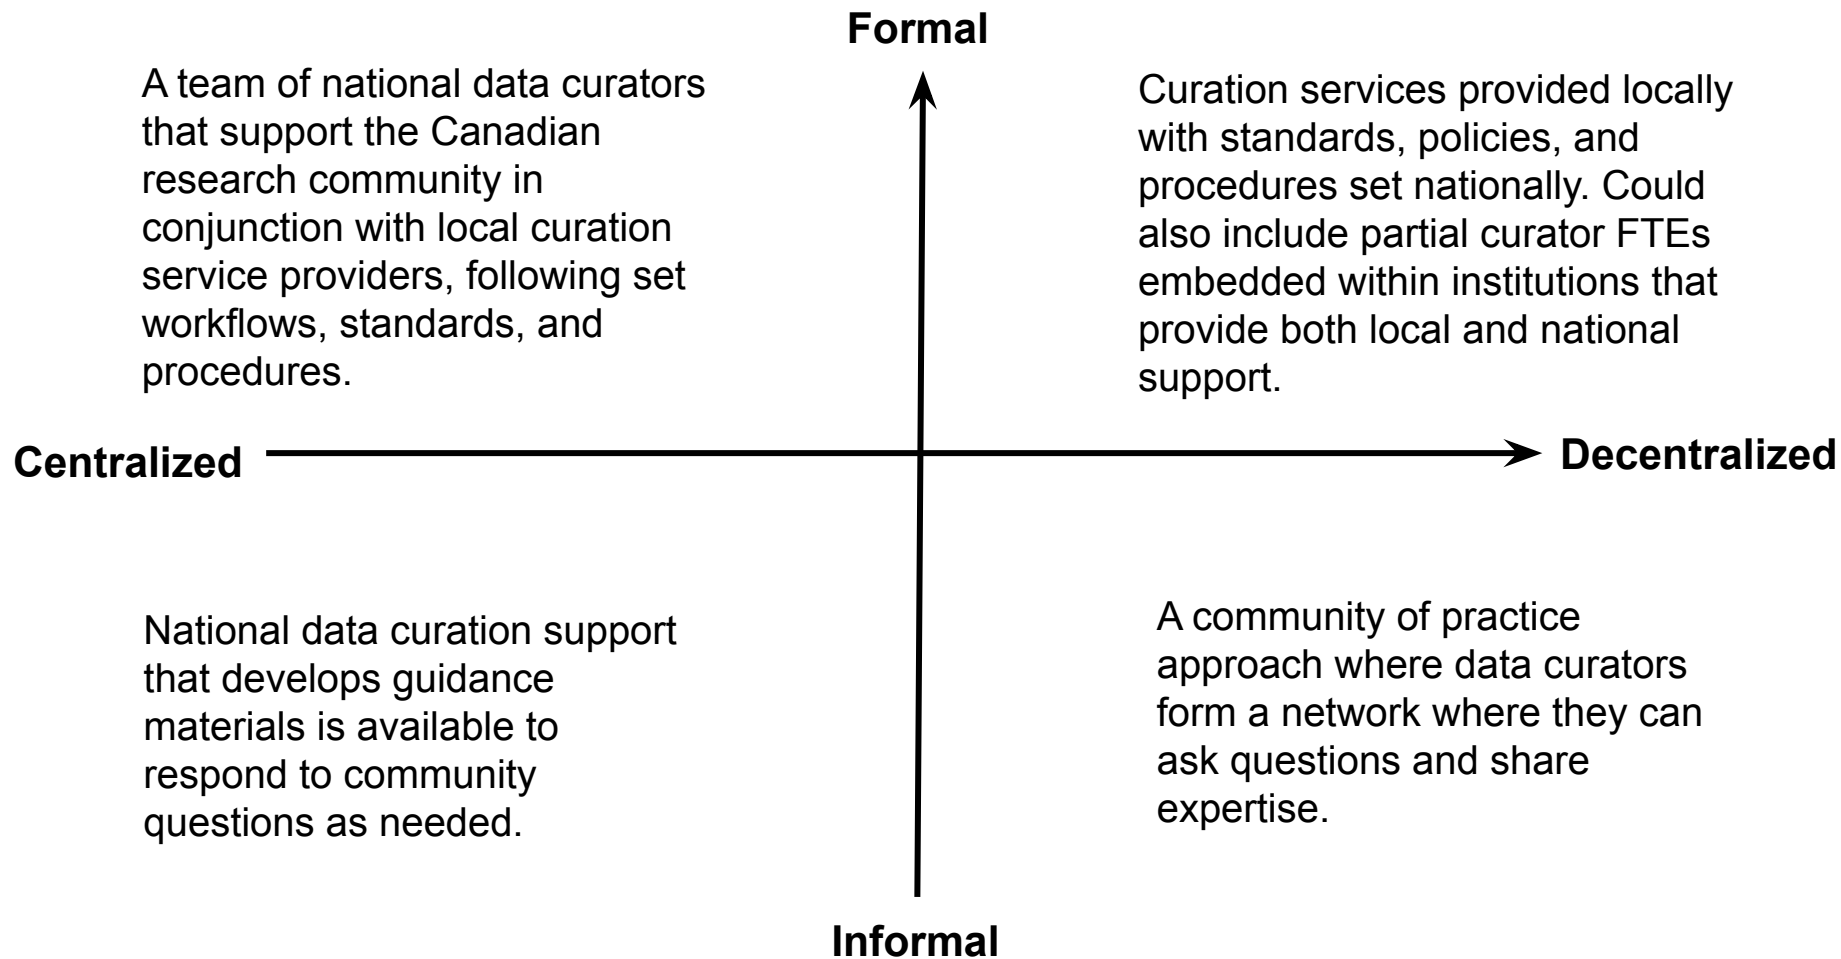 Formal
A team of national data curators
that support the Canadian
research community in
conjunction with local curation
service providers, following set
workflows, standards, and
procedures.
Curation services provided locally
with standards, policies, and
procedures set nationally. Could
also include partial curator FTEs
embedded within institutions that
provide both local and national
support.
Centralized
Decentralized
National data curation support
that develops guidance
materials is available to
respond to community
questions as needed.
A community of practice
approach where data curators
form a network where they can
ask questions and share
expertise.
Informal